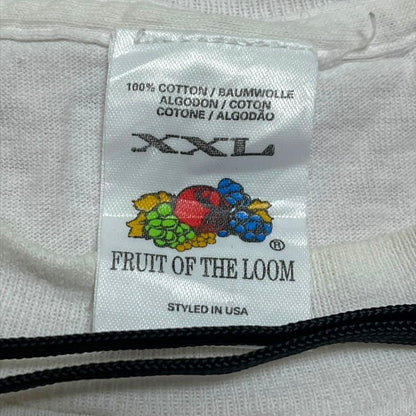 100% COTTON / BAUMWOLLE
ALGODON / COTON
COTONE / ALGODÃO
XXL
®
FRUIT OF THE LOOM
STYLED IN USA